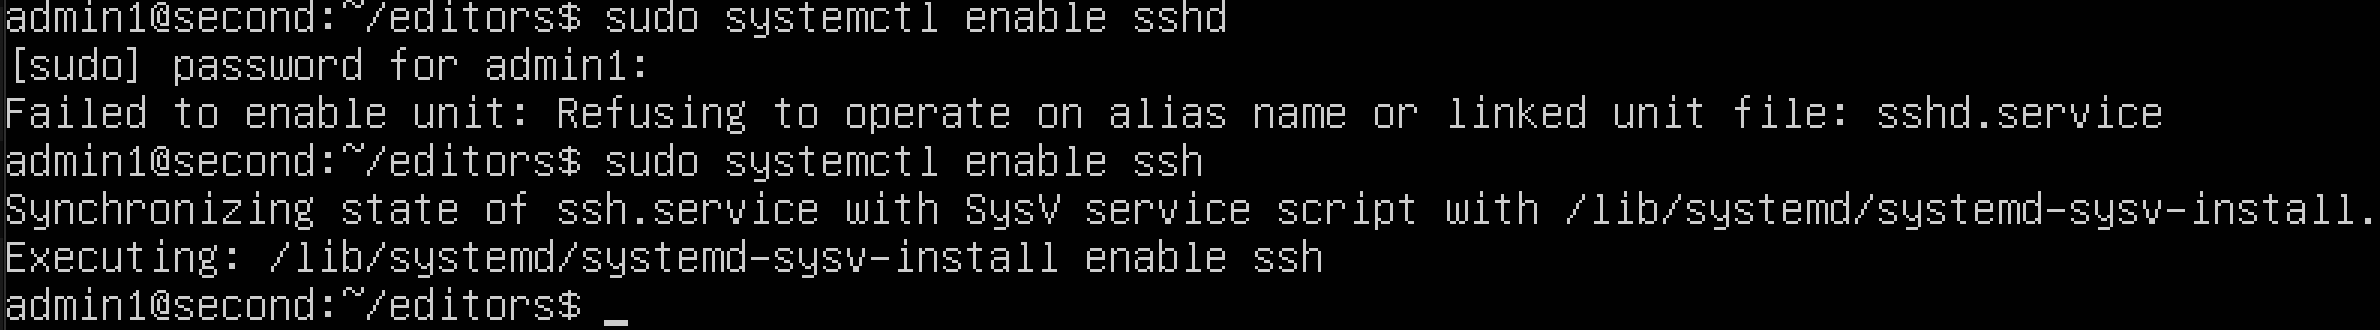 admin1@second:~/editors$ sudo systemctl enable sshd
[sudo] password for admin1:
Failed to enable unit: Refusing to operate on alias name or linked unit file: sshd.service
admin1@second:~/editors$ sudo systemctl enable ssh
Synchronizing state of ssh.service with SysV service script with /lib/systemd/systemd-sysv-install.
Executing: /lib/systemd/systemd-sysv-install enable ssh
admin1@second:~/editors$ _